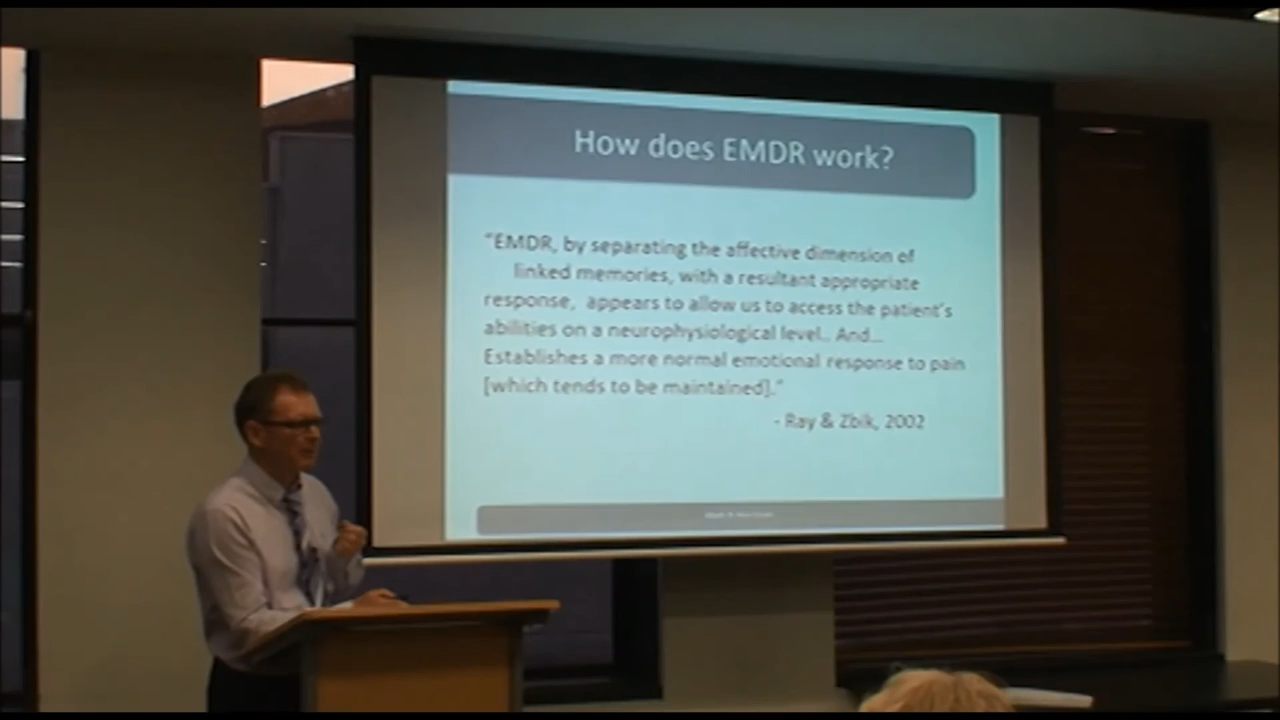 How does EMDR work?
"EMDR, by separating the affective dimension of
linked memories, with a resultant appropriate
response, appears to allow us to access the patient's
abilities on a neurophysiological level.. And...
Establishes a more normal emotional response to pain
[which tends to be maintained]."
- Ray & Zbik, 2002